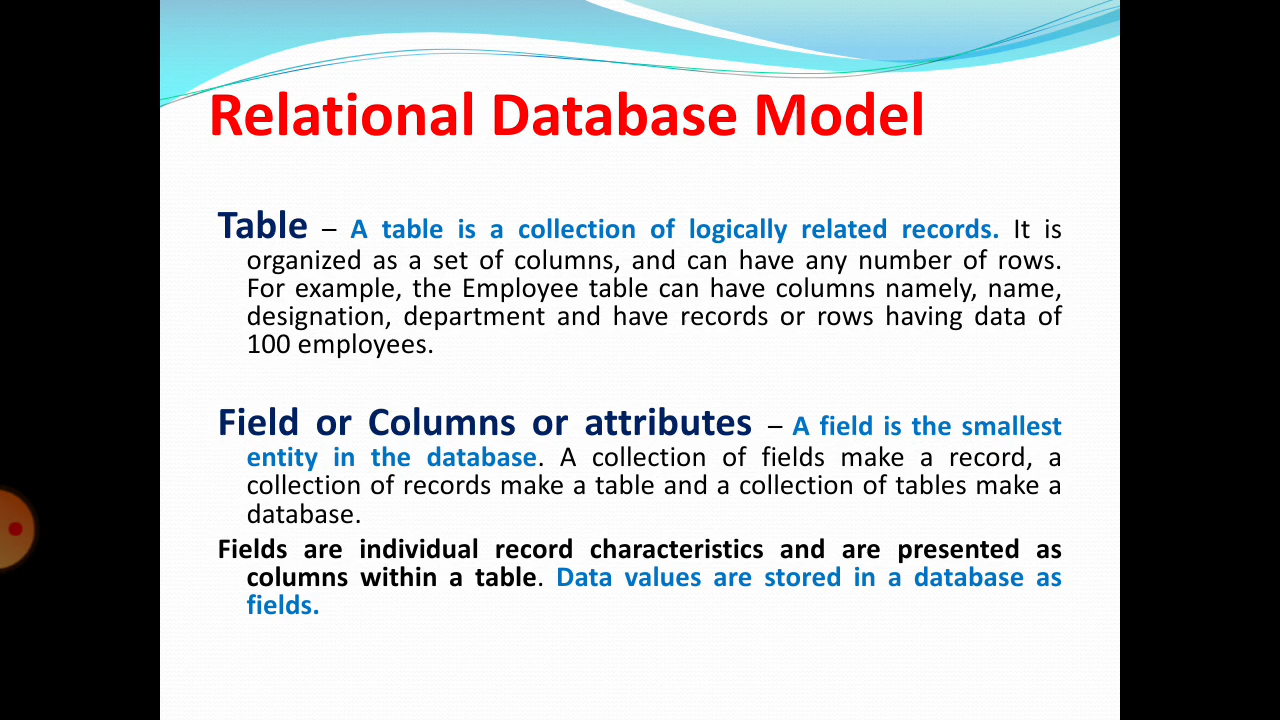 Relational Database Model
Table – A table is a collection of logically related records. It is
organized as a set of columns, and can have any number of rows.
For example, the Employee table can have columns namely, name,
designation, department and have records or rows having data of
100 employees.
Field or Columns or attributes – A field is the smallest
entity in the database. A collection of fields make a record, a
collection of records make a table and a collection of tables make a
database.
Fields are individual record characteristics and are presented as
columns within a table. Data values are stored in a database as
fields.